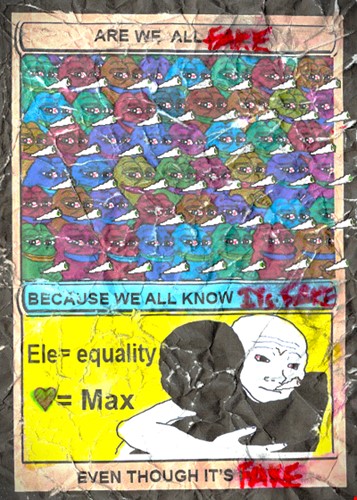 ARE WE ALL FAKE
BECAUSE WE ALL KNOW IT'S FAKE
Ele= equality
= Max
EVEN THOUGH IT'S FAKE